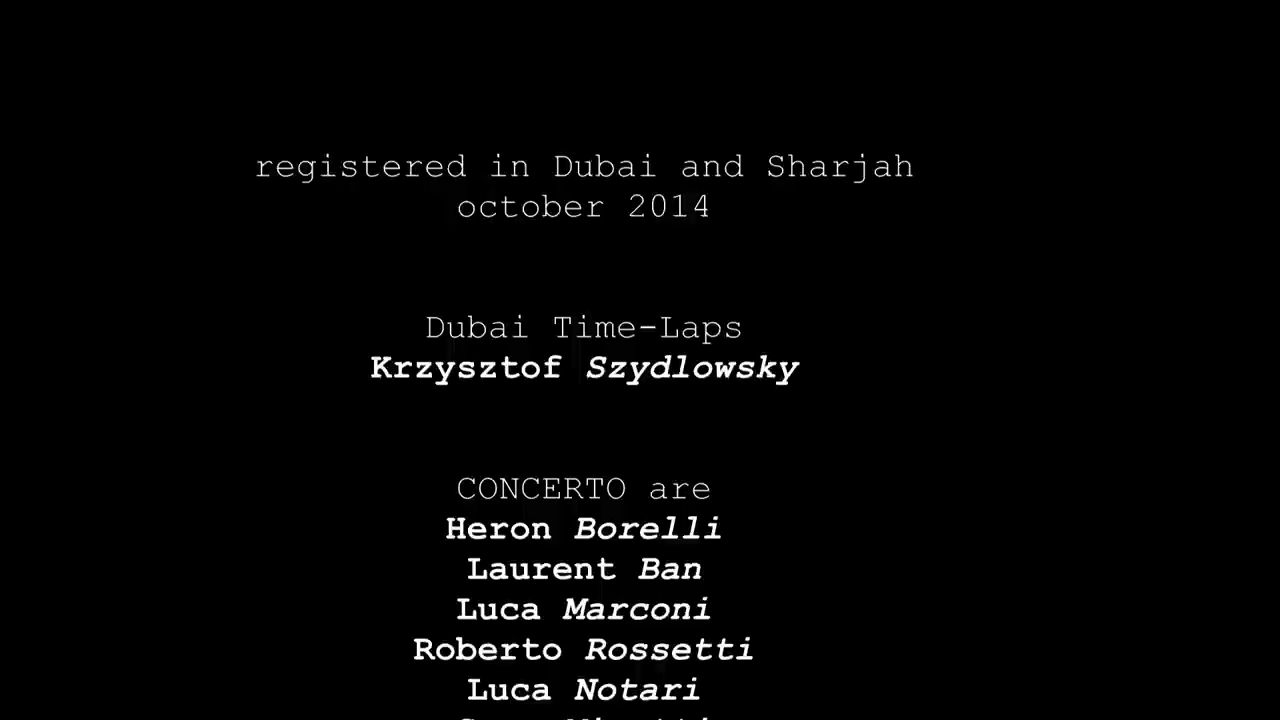 registered in Dubai and Sharjah
october 2014
Dubai Time-Laps
Krzysztof Szydlowsky
CONCERTO are
Heron Borelli
Laurent Ban
Luca Marconi
Roberto Rossetti
Luca Notari